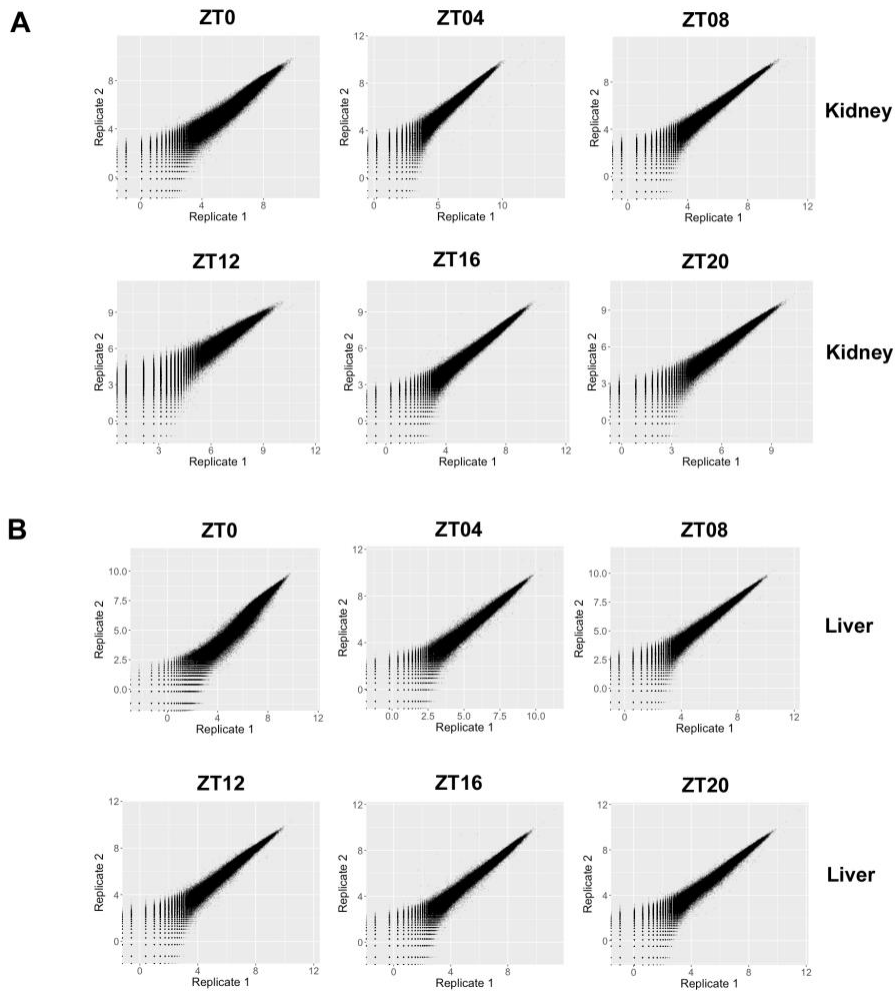 A
ZT0 ZT04 ZT08
12
8 8 8
Replicate 2 Replicate 2 Replicate 2 Kidney
4 4 4
0 0 0
0 4 8 0 5 10 0 4 8 12
Replicate 1 Replicate 1 Replicate 1
ZT12 ZT16 ZT20
9 9 9
Replicate 2 Replicate 2 Replicate 2 Kidney
6 6 6
3 3 3
0 0 0
3 6 9 12 0 4 8 12 0 3 6 9
Replicate 1 Replicate 1 Replicate 1
B
ZT0 ZT04 ZT08
12
10.0 10.0
7.5 8 7.5
Replicate 2 Replicate 2 Replicate 2 Liver
5.0 4 5.0
2.5 2.5
0.0 0 0.0
0 4 8 12 0.0 2.5 5.0 7.5 10.0 0 4 8 12
Replicate 1 Replicate 1 Replicate 1
ZT12 ZT16 ZT20
12 12 12
8 8 8
Replicate 2 Replicate 2 Replicate 2 Liver
4 4 4
0 0 0
0 4 8 12 0 4 8 0 4 8 12
Replicate 1 Replicate 1 Replicate 1